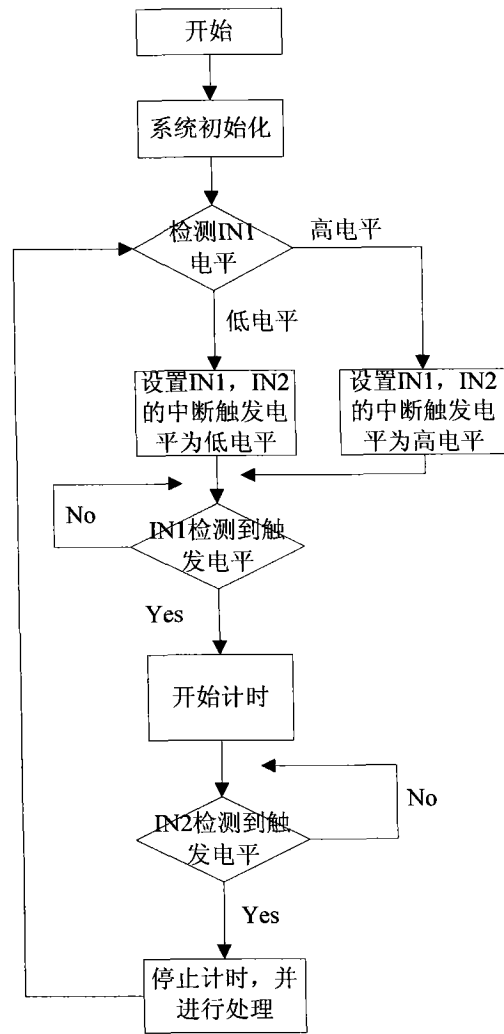 开始
系统初始化
检测IN1
电平
高电平
低电平
设置IN1，IN2
的中断触发电
平为低电平
设置IN1，IN2
的中断触发电
平为高电平
No
IN1检测到触
发电平
Yes
开始计时
No
IN2检测到触
发电平
Yes
停止计时，并
进行处理